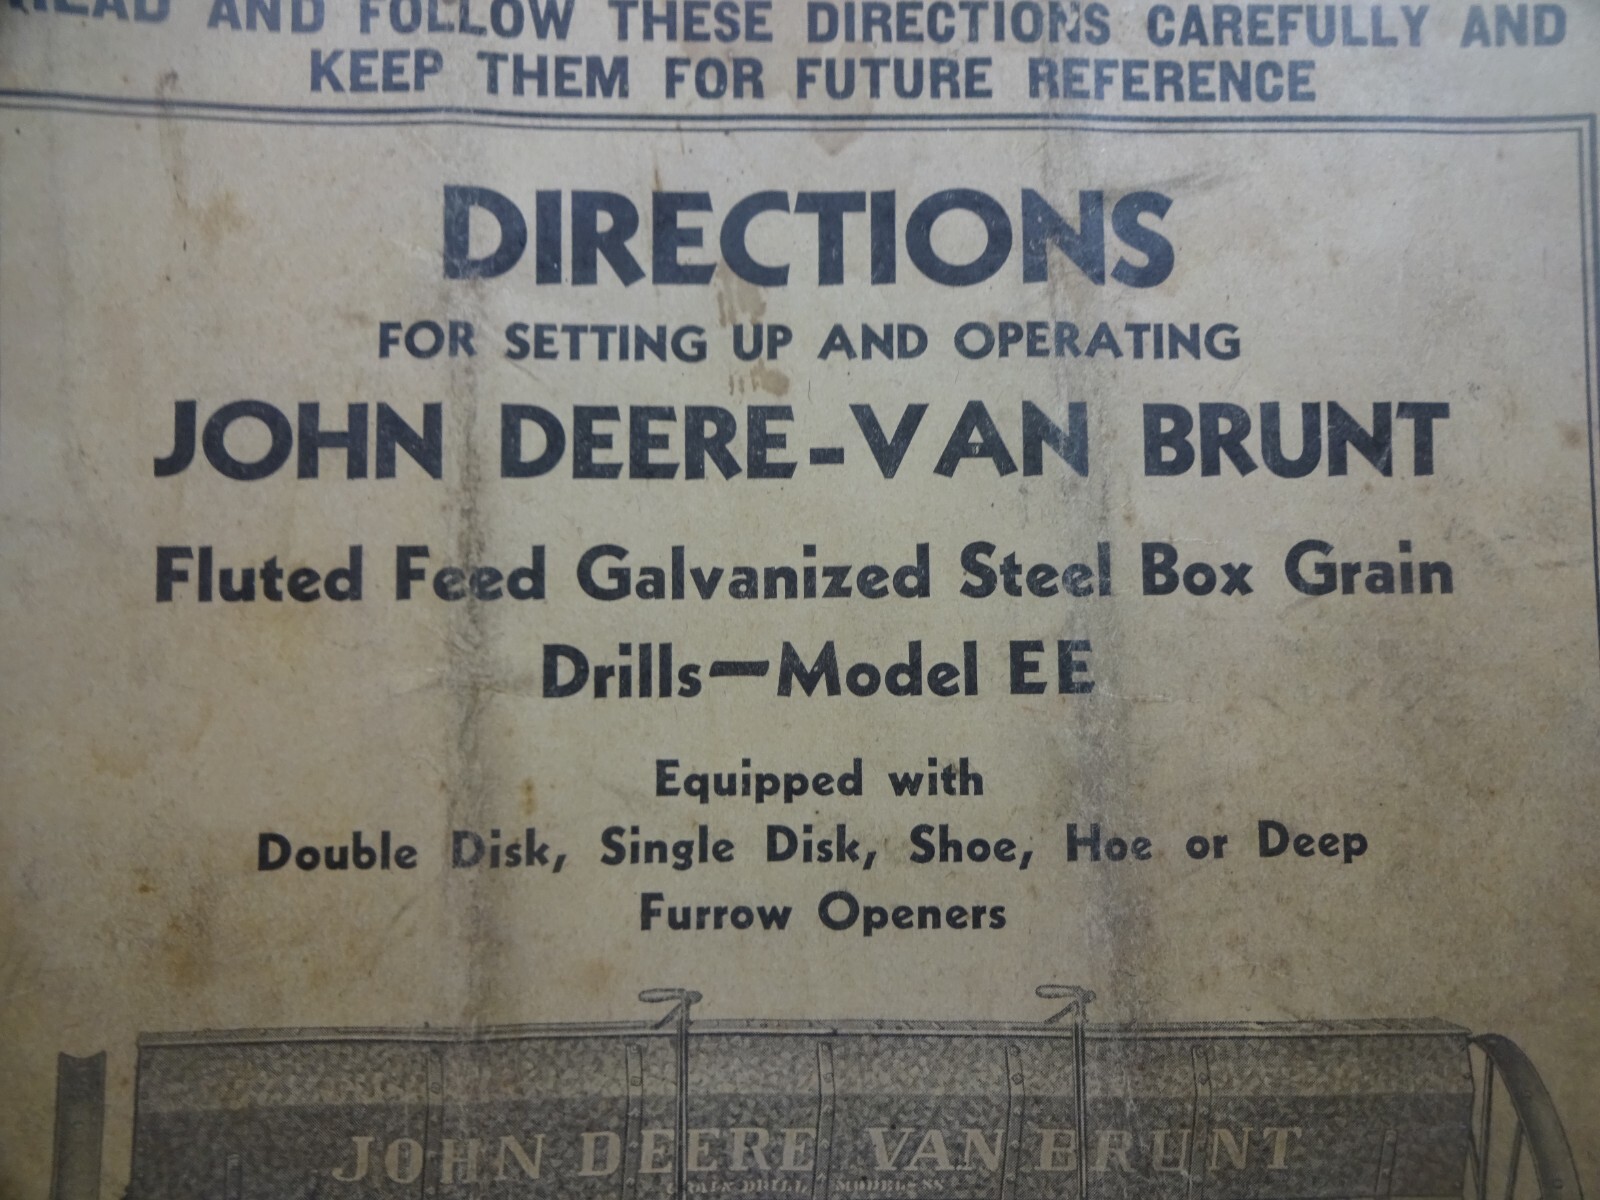 READ AND FOLLOW THESE DIRECTIONS CAREFULLY AND
KEEP THEM FOR FUTURE REFERENCE
DIRECTIONS
FOR SETTING UP AND OPERATING
JOHN DEERE-VAN BRUNT
Fluted Feed Galvanized Steel Box Grain
Drills—Model EE
Equipped with
Double Disk, Single Disk, Shoe, Hoe or Deep
Furrow Openers
JOHN DEERE VAN BRUNT
DRILL MODEL